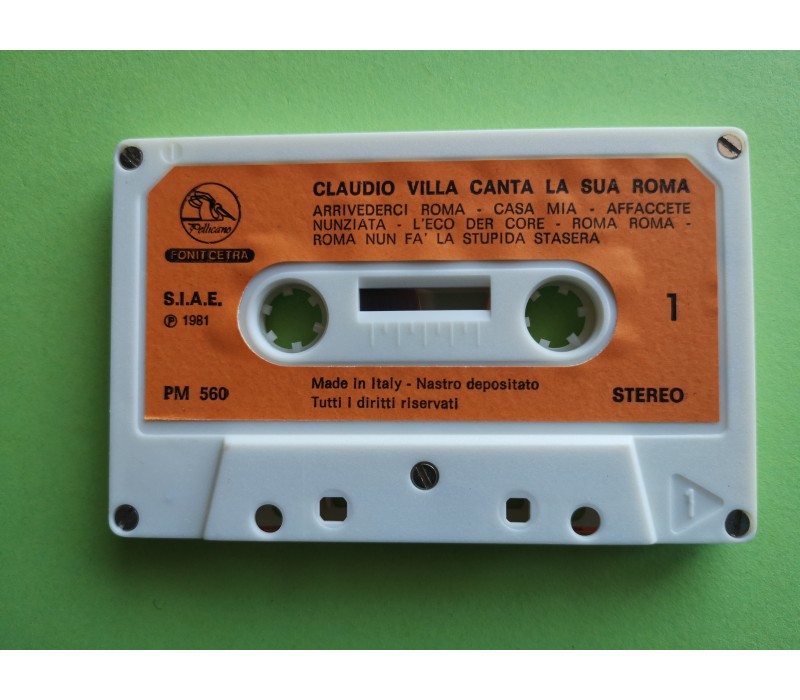 CLAUDIO VILLA CANTA LA SUA ROMA
ARRIVEDERCI ROMA - CASA MIA - AFFACCETE
NUNZIATA - L'ECO DER CORE - ROMA ROMA -
ROMA NUN FA' LA STUPIDA STASERA
Pellicano
FONIT CETRA
S.I.A.E.
Ⓟ 1981
1
PM 560
Made in Italy - Nastro depositato
Tutti i diritti riservati
STEREO
1